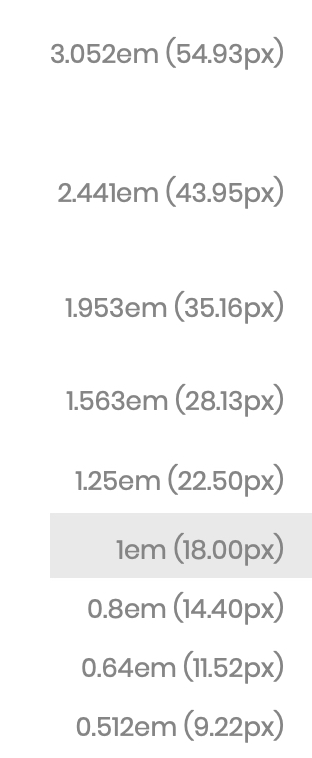 3.052em (54.93px)
2.441em (43.95px)
1.953em (35.16px)
1.563em (28.13px)
1.25em (22.50px)
1em (18.00px)
0.8em (14.40px)
0.64em (11.52px)
0.512em (9.22px)